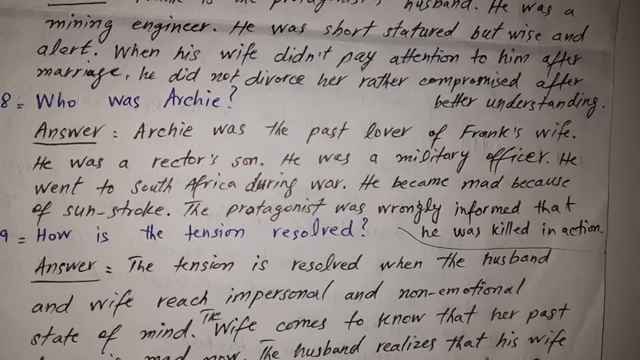 Frank is the protagonist's husband. He was a
mining engineer. He was short statured but wise and
alert. When his wife didn't pay attention to him after
marriage, he did not divorce her rather compromised after
better understanding.
8 = Who was Archie?
Answer : Archie was the past lover of Frank's wife.
He was a rector's son. He was a military officer. He
went to South Africa during war. He became mad because
of sun-stroke. The protagonist was wrongly informed that
he was killed in action.
9 = How is the tension resolved?
Answer = The tension is resolved when the husband
and wife reach impersonal and non-emotional
state of mind. The Wife comes to know that her past
is mad now. The husband realizes that his wife